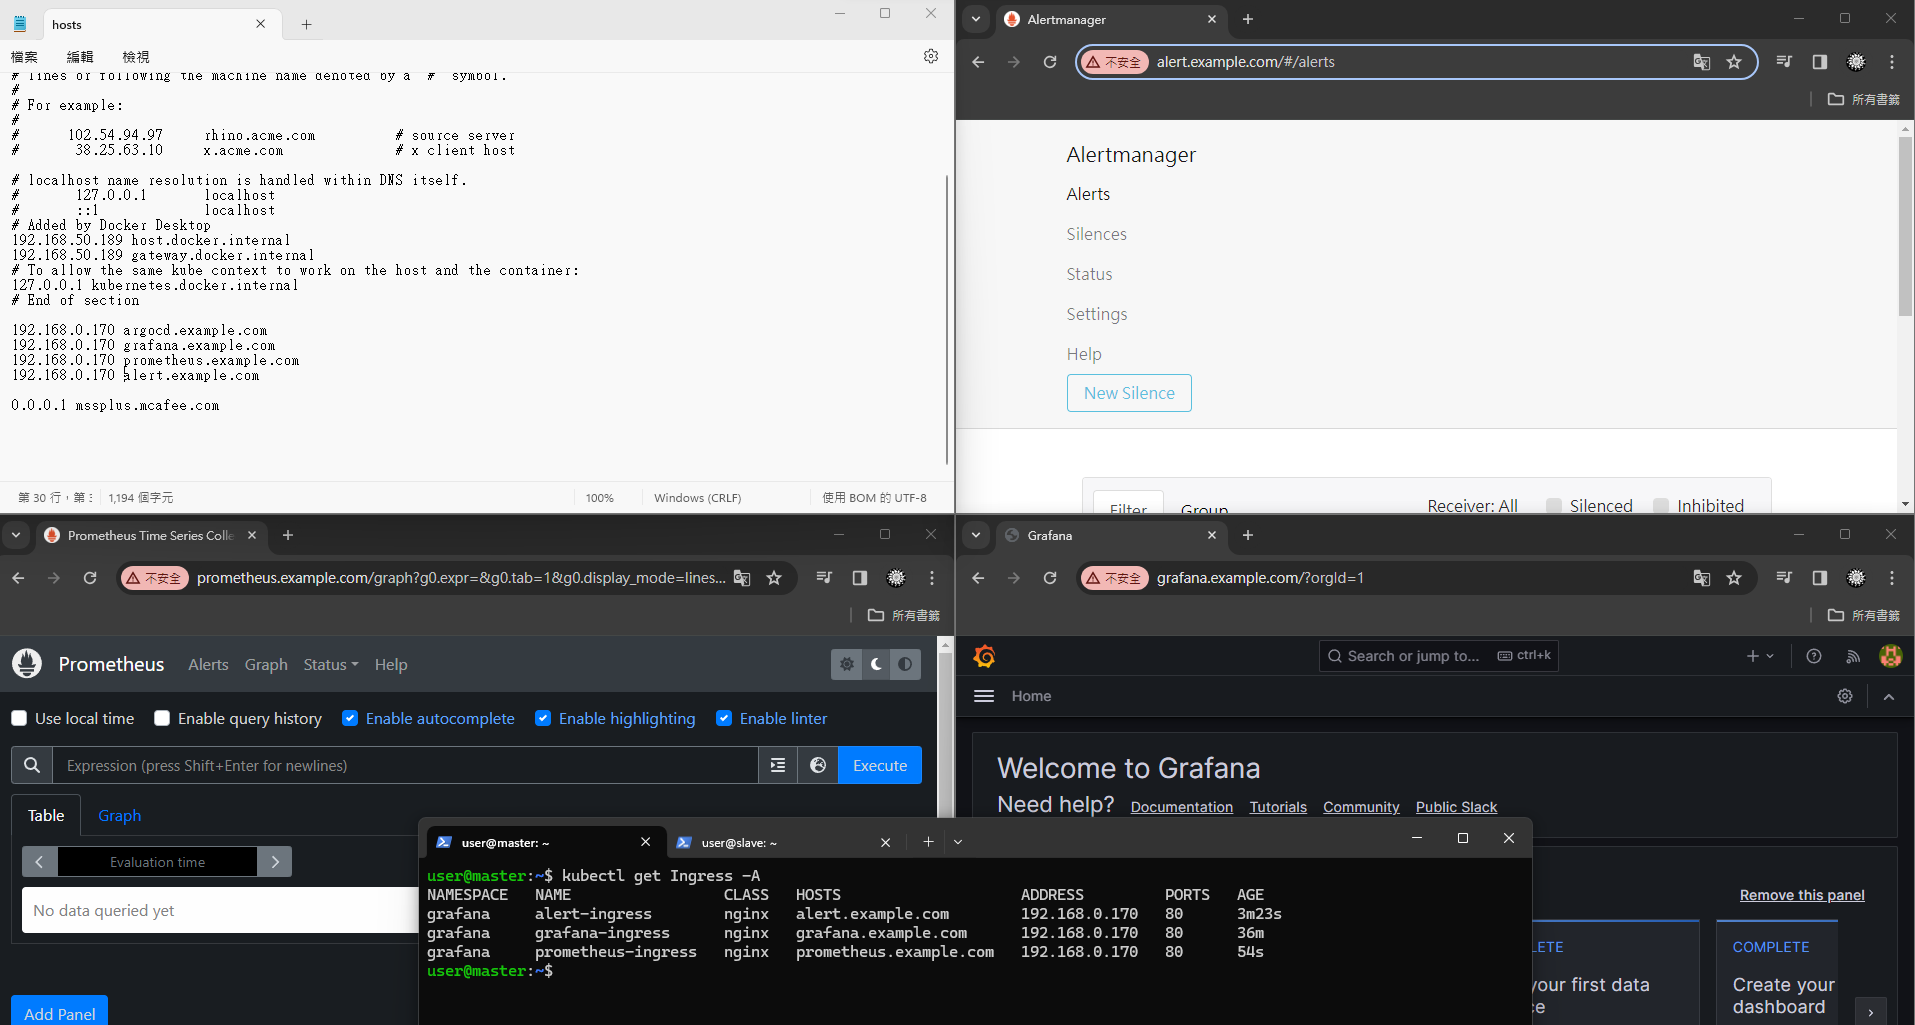 hosts
檔案 編輯 檢視
# lines or following the machine name denoted by a '#' symbol.
#
# For example:
#
# 102.54.94.97 rhino.acme.com # source server
# 38.25.63.10 x.acme.com # x client host
# localhost name resolution is handled within DNS itself.
# 127.0.0.1 localhost
# ::1 localhost
# Added by Docker Desktop
192.168.50.189 host.docker.internal
192.168.50.189 gateway.docker.internal
# To allow the same kube context to work on the host and the container:
127.0.0.1 kubernetes.docker.internal
# End of section
192.168.0.170 argocd.example.com
192.168.0.170 grafana.example.com
192.168.0.170 prometheus.example.com
192.168.0.170 alert.example.com
0.0.0.1 mssplus.mcafee.com
第 30 行，第 1,194 個字元 100% Windows (CRLF) 使用 BOM 的 UTF-8
Alertmanager
不安全 alert.example.com/#/alerts
所有書籤
Alertmanager
Alerts
Silences
Status
Settings
Help
New Silence
Filter Group Receiver: All Silenced Inhibited
Prometheus Time Series Colle
不安全 prometheus.example.com/graph?g0.expr=&g0.tab=1&g0.display_mode=lines...
所有書籤
Prometheus Alerts Graph Status Help
Use local time Enable query history Enable autocomplete Enable highlighting Enable linter
Expression (press Shift+Enter for newlines) Execute
Table Graph
Evaluation time
No data queried yet
Add Panel
Grafana
不安全 grafana.example.com/?orgId=1
所有書籤
Search or jump to... ctrl+k
Home
Welcome to Grafana
Need help? Documentation Tutorials Community Public Slack
Remove this panel
LETE COMPLETE
your first data Create your
ce dashboard
user@master: ~ user@slave: ~
user@master:~$ kubectl get Ingress -A
NAMESPACE NAME CLASS HOSTS ADDRESS PORTS AGE
grafana alert-ingress nginx alert.example.com 192.168.0.170 80 3m23s
grafana grafana-ingress nginx grafana.example.com 192.168.0.170 80 36m
grafana prometheus-ingress nginx prometheus.example.com 192.168.0.170 80 54s
user@master:~$